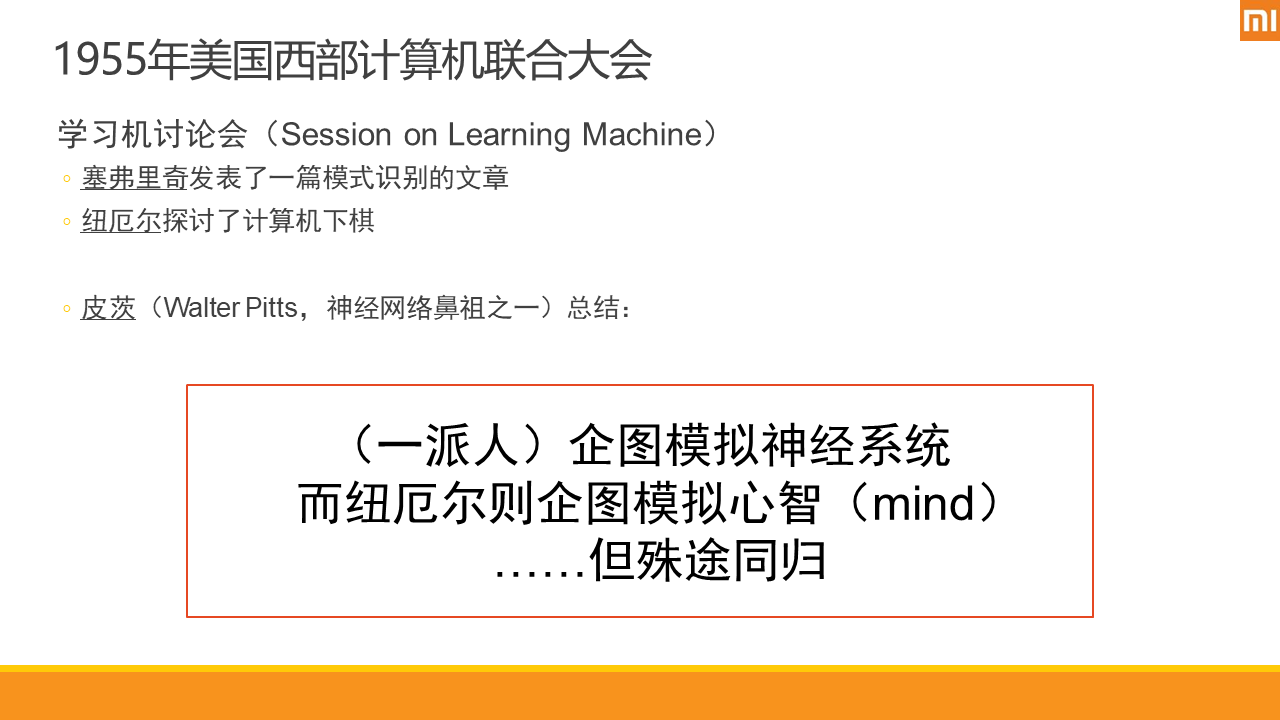 1955年美国西部计算机联合大会
学习机讨论会（Session on Learning Machine）
塞弗里奇发表了一篇模式识别的文章
纽厄尔探讨了计算机下棋
皮茨（Walter Pitts，神经网络鼻祖之一）总结：
（一派人）企图模拟神经系统
而纽厄尔则企图模拟心智（mind）
……但殊途同归
mi